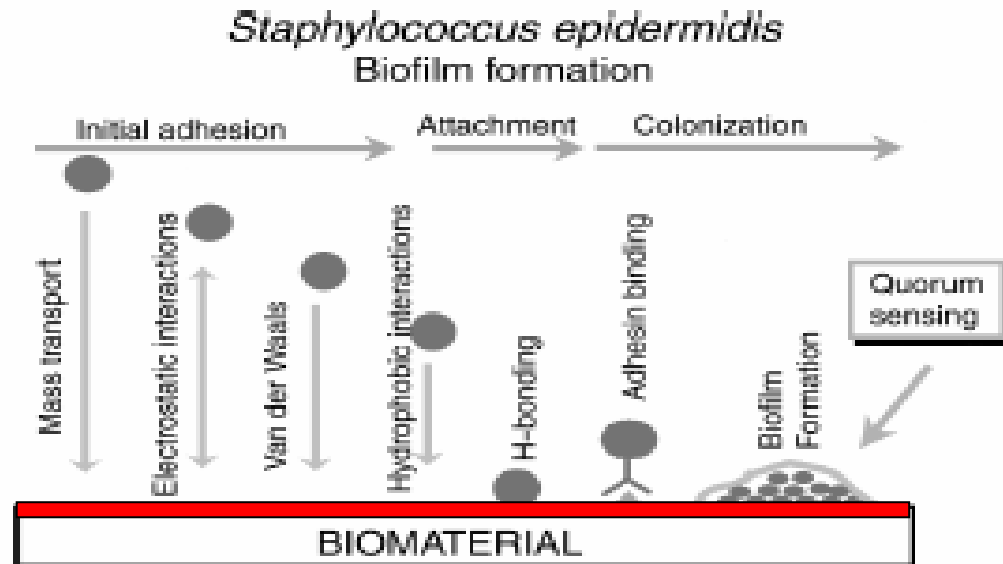 Staphylococcus epidermidis
Biofilm formation
Initial adhesion
Attachment
Colonization
Mass transport
Electrostatic interactions
Van der Waals
Hydrophobic interactions
H-bonding
Adhesin binding
Biofilm
Formation
Quorum
sensing
BIOMATERIAL